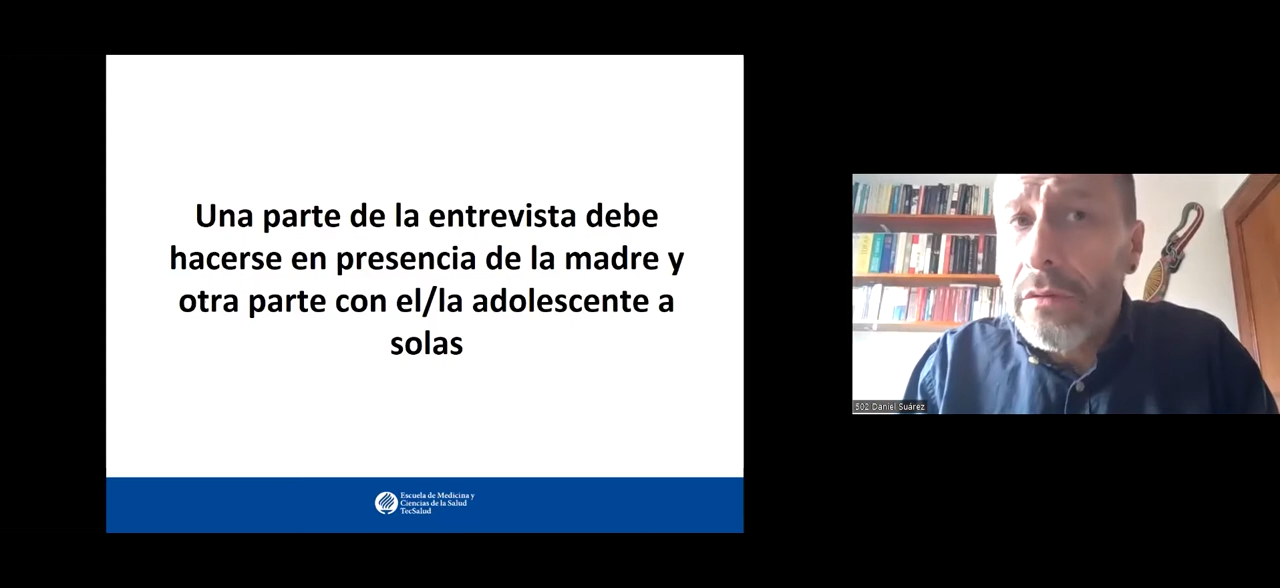 Una parte de la entrevista debe
hacerse en presencia de la madre y
otra parte con el/la adolescente a
solas
Escuela de Medicina y
Ciencias de la Salud
TecSalud
502 Daniel Suárez